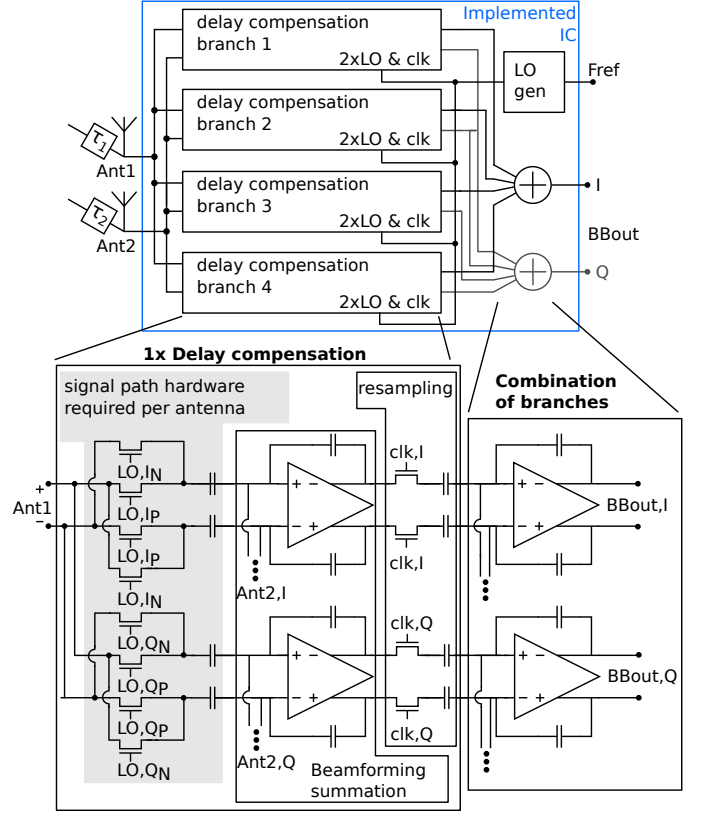 Implemented
IC
delay compensation
branch 1
2xLO & clk
LO
gen
Fref
delay compensation
branch 2
2xLO & clk
τ1
Ant1
delay compensation
branch 3
2xLO & clk
I
τ2
Ant2
BBout
delay compensation
branch 4
2xLO & clk
Q
1x Delay compensation
signal path hardware
required per antenna
resampling
Combination
of branches
+
Ant1
−
LO,IN
LO,IP
LO,IP
LO,IN
+ −
− +
Ant2,I
clk,I
clk,I
+ −
− +
BBout,I
LO,QN
LO,QP
LO,QP
LO,QN
+ −
− +
Ant2,Q
clk,Q
clk,Q
+ −
− +
BBout,Q
Beamforming
summation